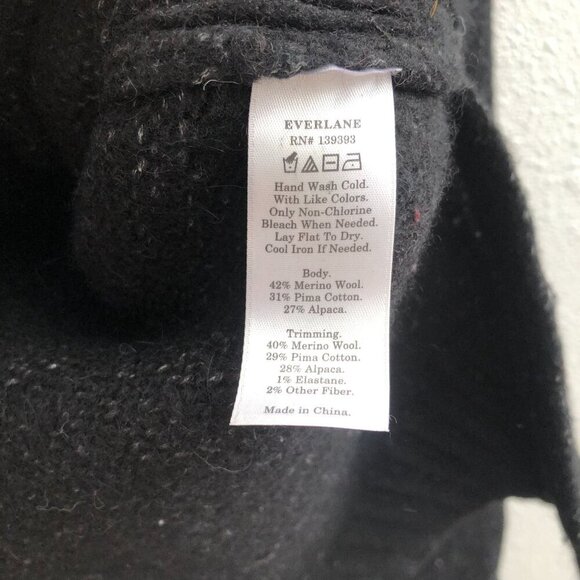 EVERLANE
RN# 139393
Hand Wash Cold.
With Like Colors.
Only Non-Chlorine
Bleach When Needed.
Lay Flat To Dry.
Cool Iron If Needed.
Body.
42% Merino Wool.
31% Pima Cotton.
27% Alpaca.
Trimming.
40% Merino Wool.
29% Pima Cotton.
28% Alpaca.
1% Elastane.
2% Other Fiber.
Made in China.